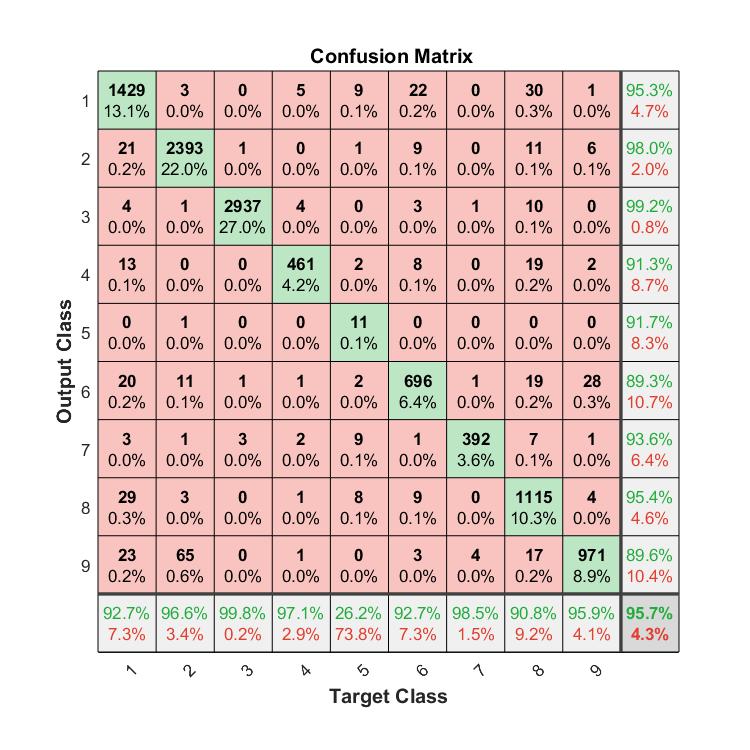 Confusion Matrix
1429 3 0 5 9 22 0 30 1 95.3%
1
13.1% 0.0% 0.0% 0.0% 0.1% 0.2% 0.0% 0.3% 0.0% 4.7%
21 2393 1 0 1 9 0 11 6 98.0%
2
0.2% 22.0% 0.0% 0.0% 0.0% 0.1% 0.0% 0.1% 0.1% 2.0%
4 1 2937 4 0 3 1 10 0 99.2%
3
0.0% 0.0% 27.0% 0.0% 0.0% 0.0% 0.0% 0.1% 0.0% 0.8%
13 0 0 461 2 8 0 19 2 91.3%
4
0.1% 0.0% 0.0% 4.2% 0.0% 0.1% 0.0% 0.2% 0.0% 8.7%
0 1 0 0 11 0 0 0 0 91.7%
5
0.0% 0.0% 0.0% 0.0% 0.1% 0.0% 0.0% 0.0% 0.0% 8.3%
20 11 1 1 2 696 1 19 28 89.3%
6
0.2% 0.1% 0.0% 0.0% 0.0% 6.4% 0.0% 0.2% 0.3% 10.7%
3 1 3 2 9 1 392 7 1 93.6%
7
0.0% 0.0% 0.0% 0.0% 0.1% 0.0% 3.6% 0.1% 0.0% 6.4%
29 3 0 1 8 9 0 1115 4 95.4%
8
0.3% 0.0% 0.0% 0.0% 0.1% 0.1% 0.0% 10.3% 0.0% 4.6%
23 65 0 1 0 3 4 17 971 89.6%
9
0.2% 0.6% 0.0% 0.0% 0.0% 0.0% 0.0% 0.2% 8.9% 10.4%
92.7% 96.6% 99.8% 97.1% 26.2% 92.7% 98.5% 90.8% 95.9% 95.7%
7.3% 3.4% 0.2% 2.9% 73.8% 7.3% 1.5% 9.2% 4.1% 4.3%
1 2 3 4 5 6 7 8 9
Target Class
Output Class